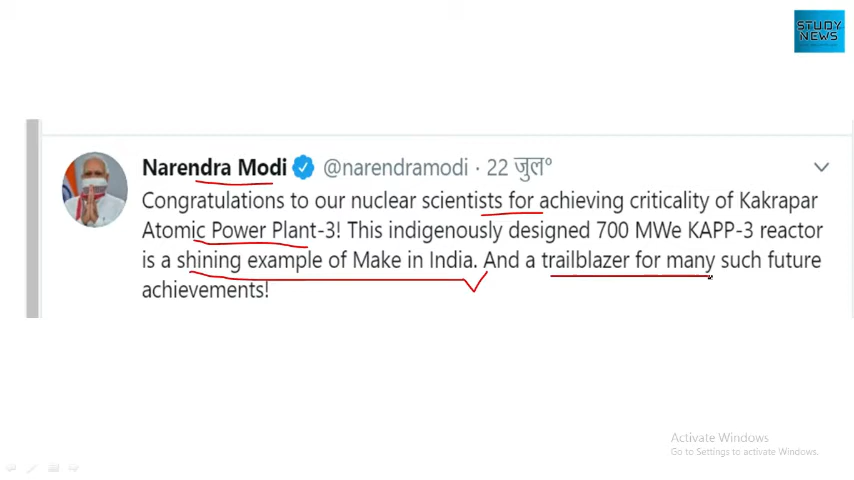 STUDY
NEWS
Narendra Modi @narendramodi · 22 जुल॰
Congratulations to our nuclear scientists for achieving criticality of Kakrapar
Atomic Power Plant-3! This indigenously designed 700 MWe KAPP-3 reactor
is a shining example of Make in India. And a trailblazer for many such future
achievements!
Activate Windows
Go to Settings to activate Windows.